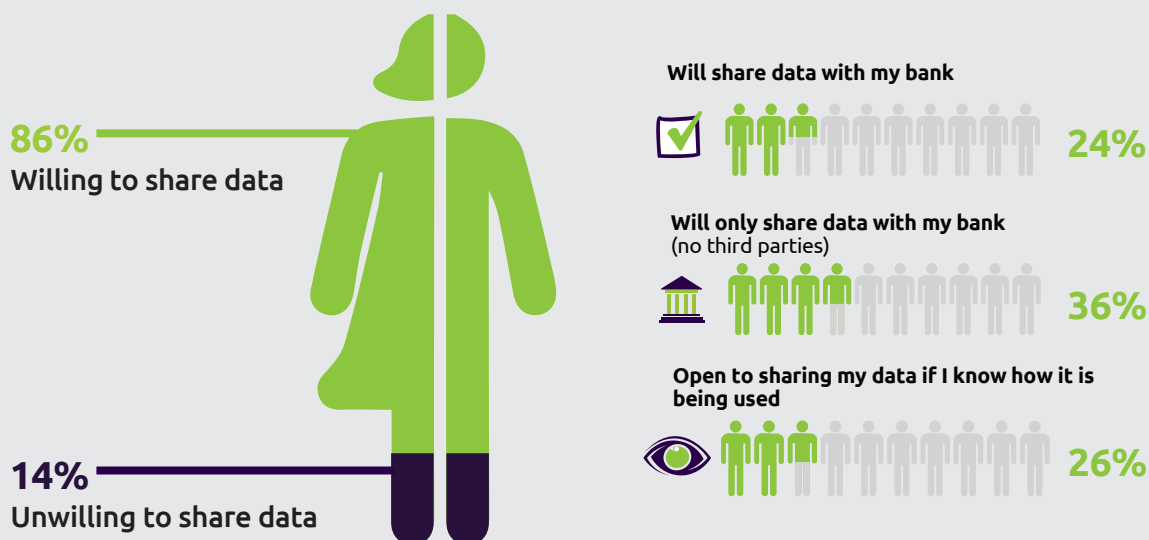 86%
Willing to share data
14%
Unwilling to share data
Will share data with my bank
24%
Will only share data with my bank
(no third parties)
36%
Open to sharing my data if I know how it is
being used
26%